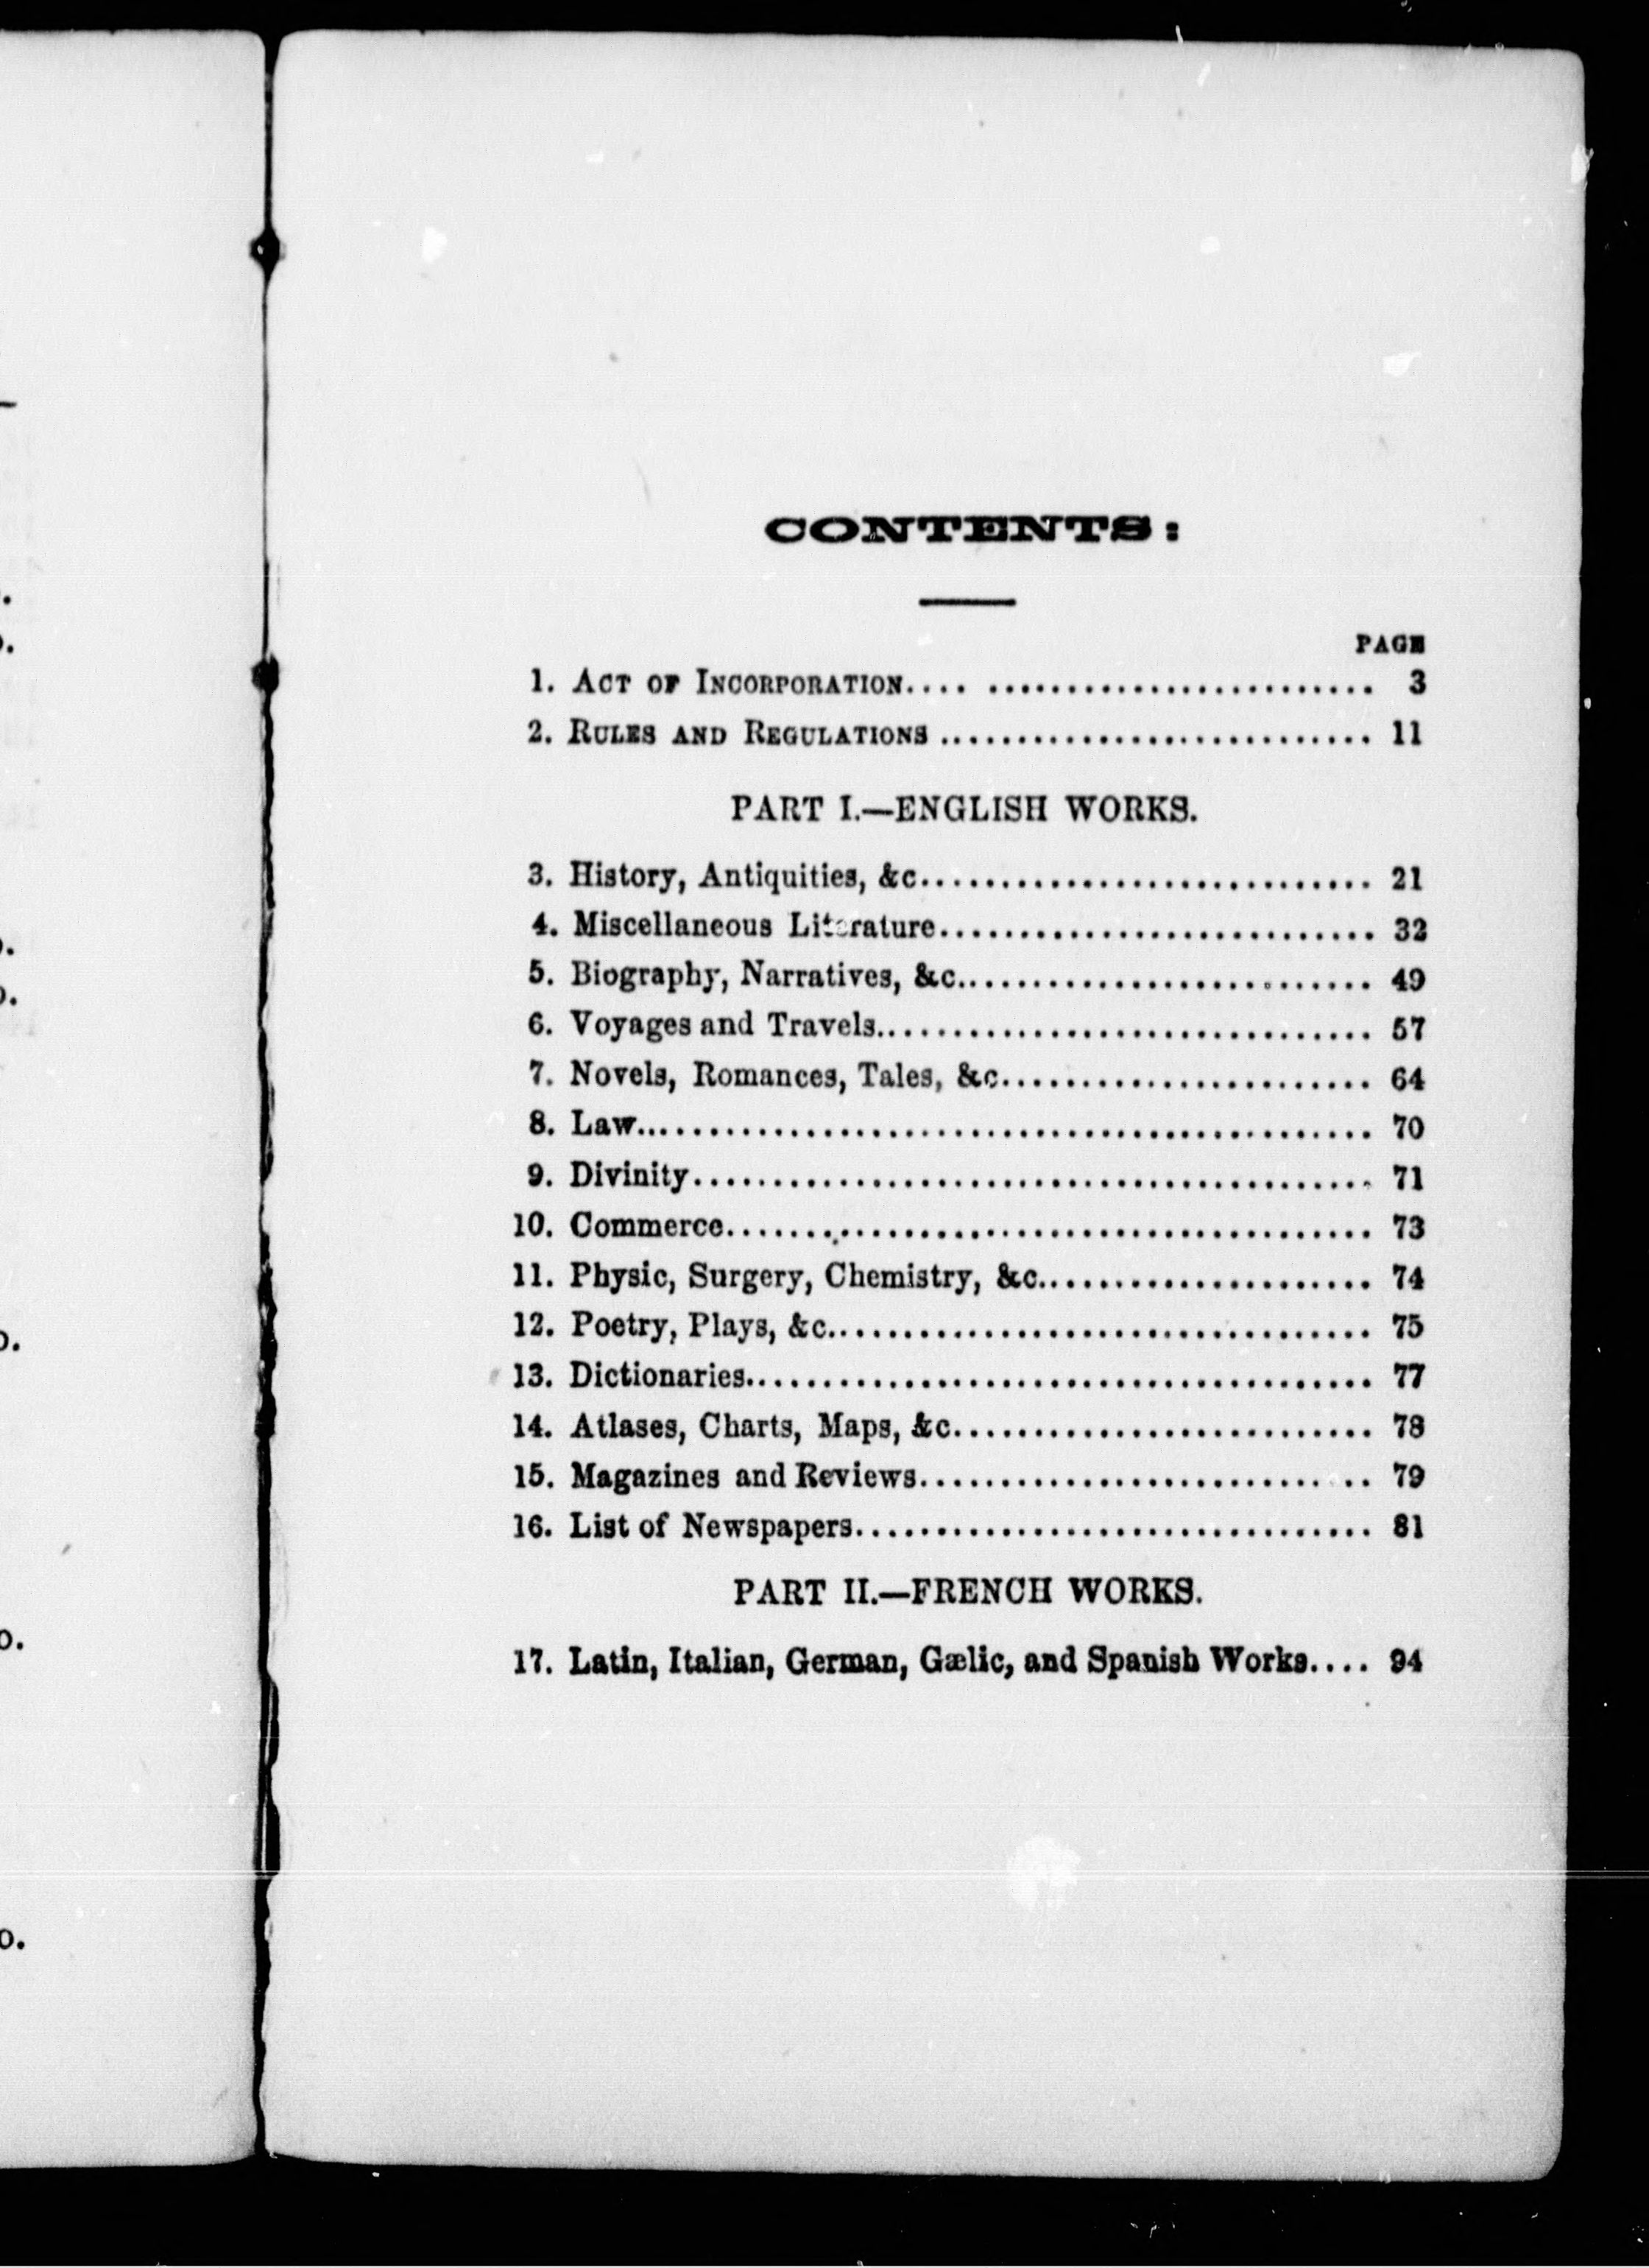 CONTENTS:
PAGE
1. ACT OF INCORPORATION.... ......................... 3
2. RULES AND REGULATIONS ............................ 11
PART I.—ENGLISH WORKS.
3. History, Antiquities, &c............................. 21
4. Miscellaneous Literature............................ 32
5. Biography, Narratives, &c........................... 49
6. Voyages and Travels................................ 57
7. Novels, Romances, Tales, &c........................ 64
8. Law............................................... 70
9. Divinity............................................ 71
10. Commerce.......................................... 73
11. Physic, Surgery, Chemistry, &c...................... 74
12. Poetry, Plays, &c................................... 75
13. Dictionaries........................................ 77
14. Atlases, Charts, Maps, &c........................... 78
15. Magazines and Reviews............................. 79
16. List of Newspapers................................. 81
PART II.—FRENCH WORKS.
17. Latin, Italian, German, Gælic, and Spanish Works.... 94